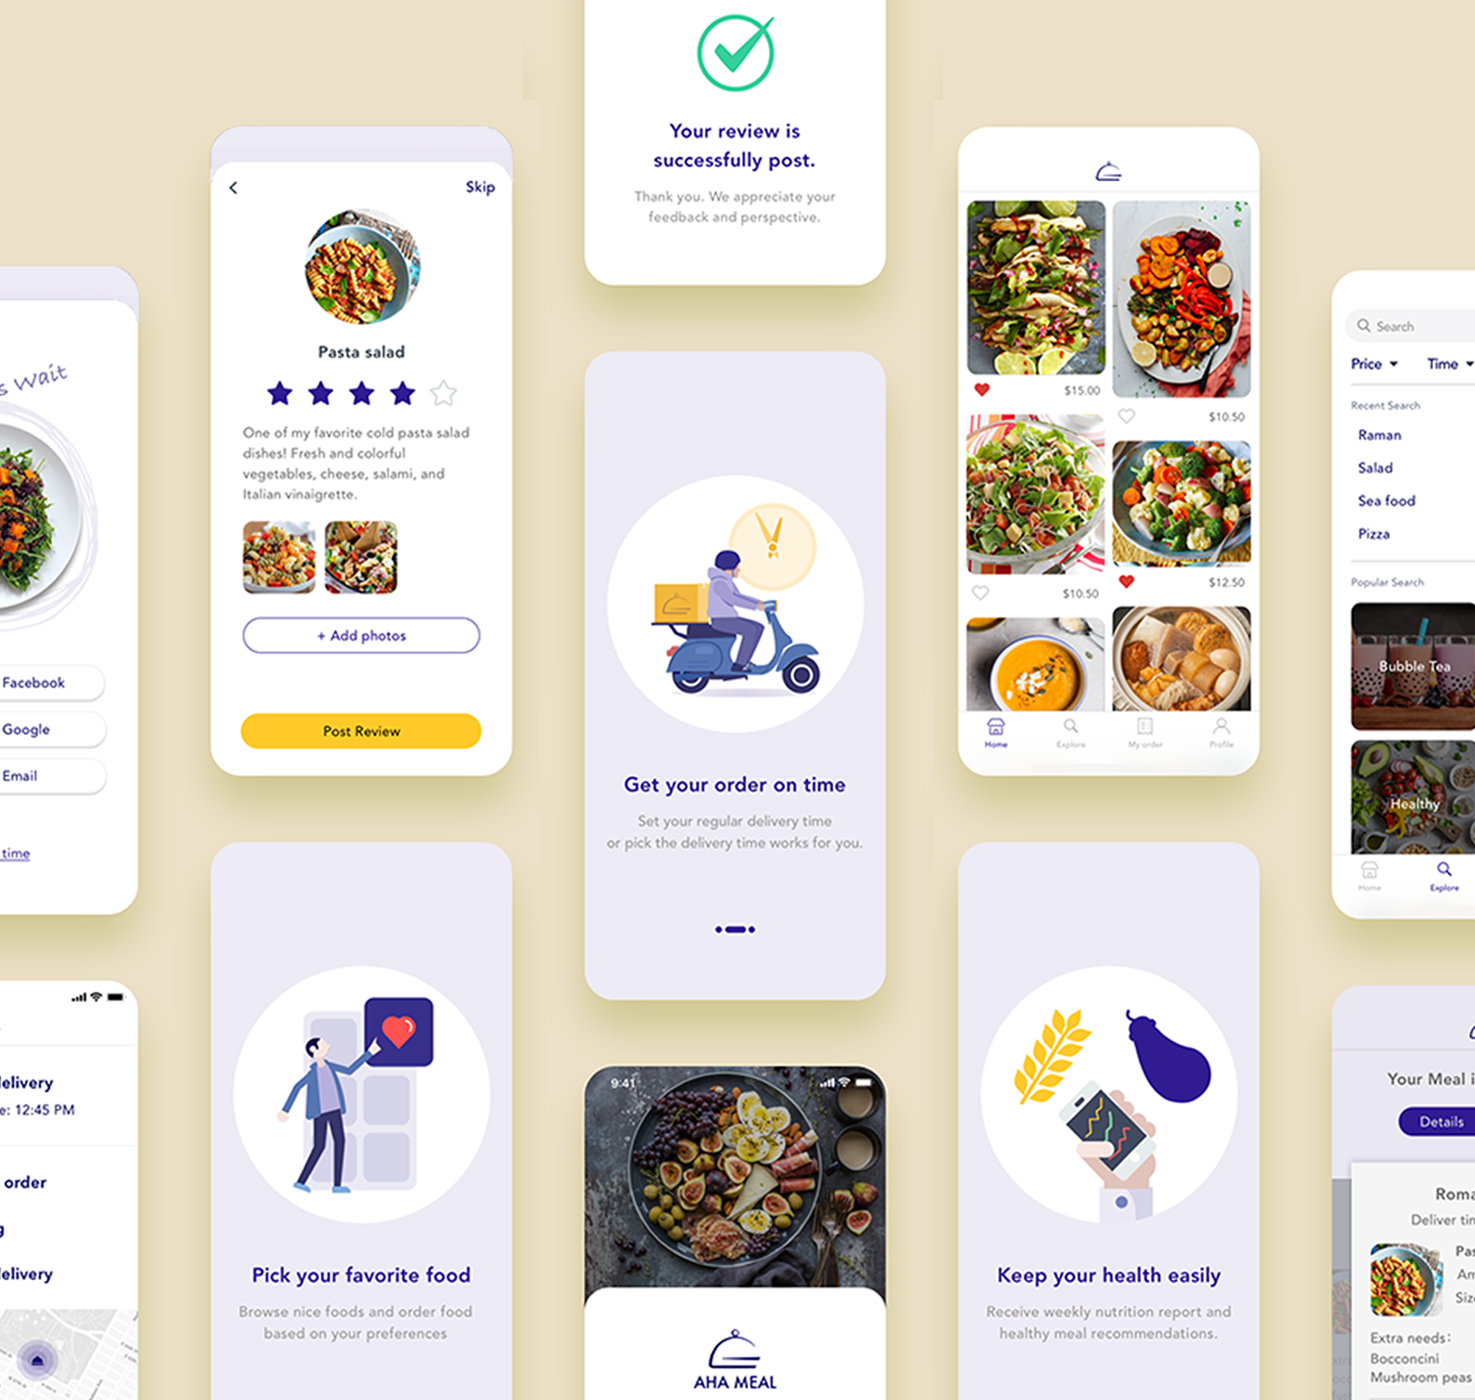 s Wait
Facebook
Google
Email
time
elivery
e: 12:45 PM
order
g
elivery
Skip
Pasta salad
One of my favorite cold pasta salad
dishes! Fresh and colorful
vegetables, cheese, salami, and
Italian vinaigrette.
+ Add photos
Post Review
Pick your favorite food
Browse nice foods and order food
based on your preferences
Your review is
successfully post.
Thank you. We appreciate your
feedback and perspective.
Get your order on time
Set your regular delivery time
or pick the delivery time works for you.
9:41
AHA MEAL
$15.00
$10.50
$10.50
$12.50
Home
Explore
My order
Profile
Keep your health easily
Receive weekly nutrition report and
healthy meal recommendations.
Search
Price
Time
Recent Search
Raman
Salad
Sea food
Pizza
Popular Search
Bubble Tea
Healthy
Home
Explore
Your Meal i
Details
Roma
Deliver tim
Pas
Am
Size
Extra needs:
Bocconcini
Mushroom peas